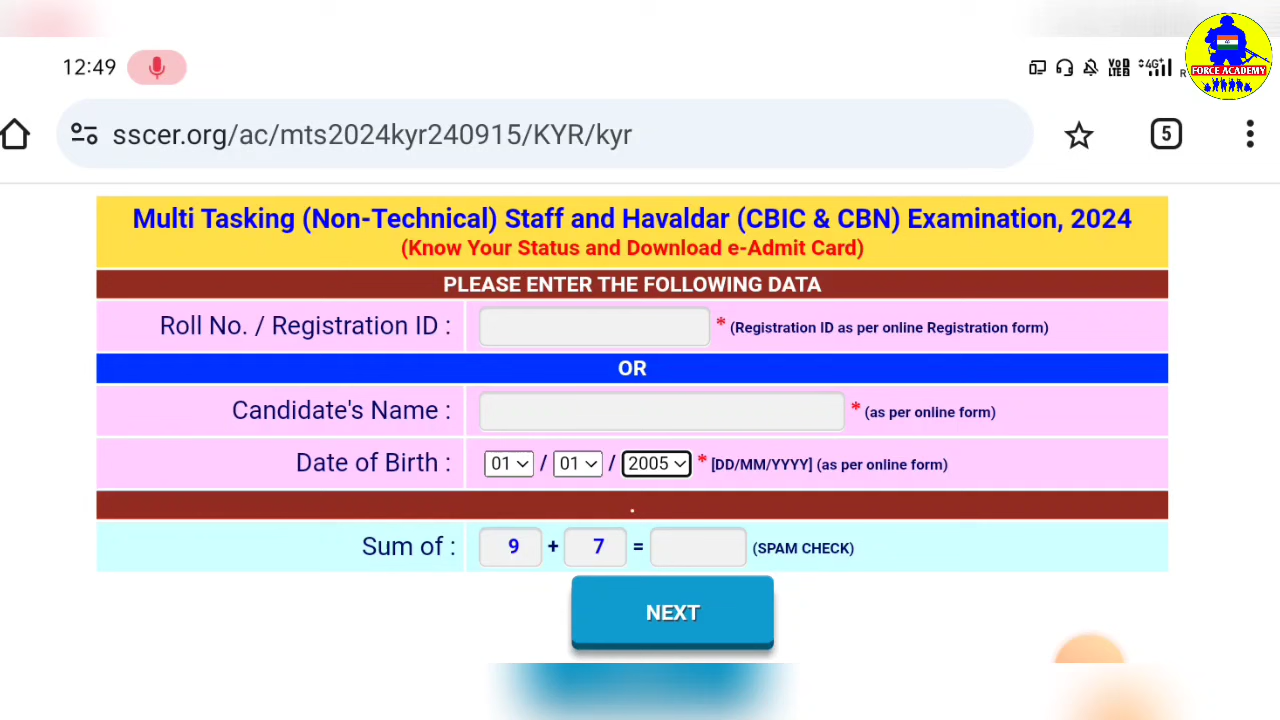 12:49
VoD LTE 4G+ R
FORCE ACADEMY
sscer.org/ac/mts2024kyr240915/KYR/kyr
5
Multi Tasking (Non-Technical) Staff and Havaldar (CBIC & CBN) Examination, 2024
(Know Your Status and Download e-Admit Card)
PLEASE ENTER THE FOLLOWING DATA
Roll No. / Registration ID : * (Registration ID as per online Registration form)
OR
Candidate's Name : * (as per online form)
Date of Birth : 01 / 01 / 2005 * [DD/MM/YYYY] (as per online form)
.
Sum of : 9 + 7 = (SPAM CHECK)
NEXT